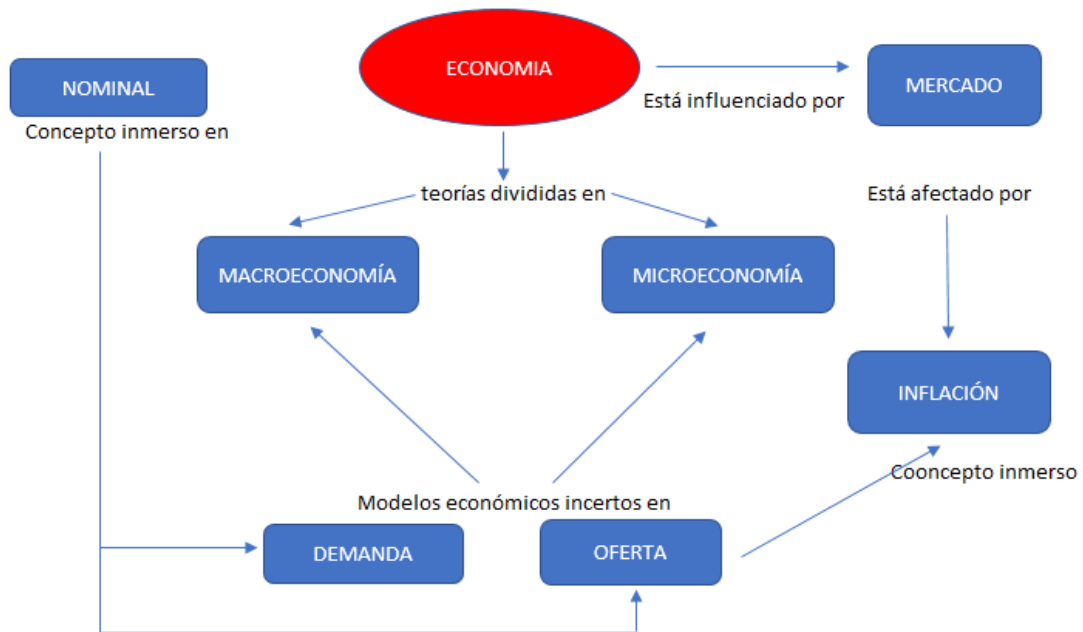 ECONOMIA
NOMINAL
MERCADO
Está influenciado por
Concepto inmerso en
teorías divididas en
Está afectado por
MACROECONOMÍA
MICROECONOMÍA
INFLACIÓN
Cooncepto inmerso
Modelos económicos incertos en
DEMANDA
OFERTA